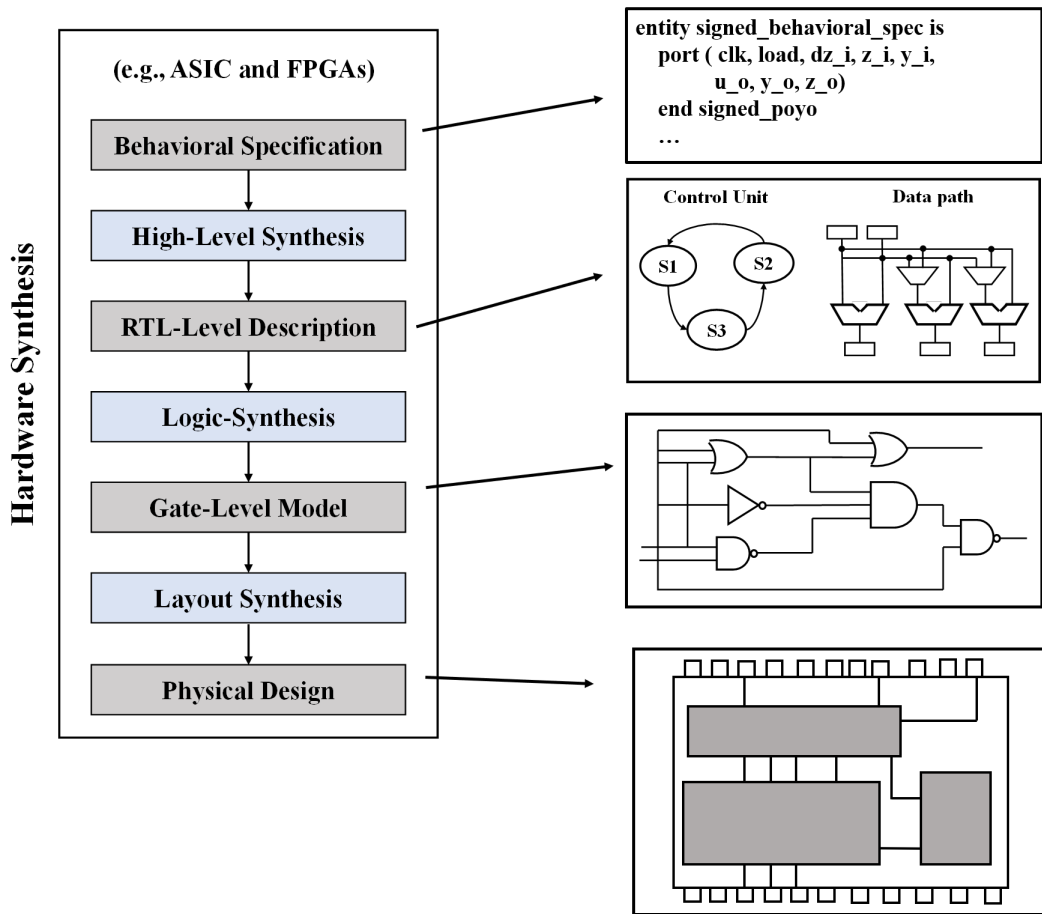 Hardware Synthesis
(e.g., ASIC and FPGAs)
Behavioral Specification
High-Level Synthesis
RTL-Level Description
Logic-Synthesis
Gate-Level Model
Layout Synthesis
Physical Design
entity signed_behavioral_spec is
port ( clk, load, dz_i, z_i, y_i,
u_o, y_o, z_o)
end signed_poyo
…
Control Unit
Data path
S1
S2
S3